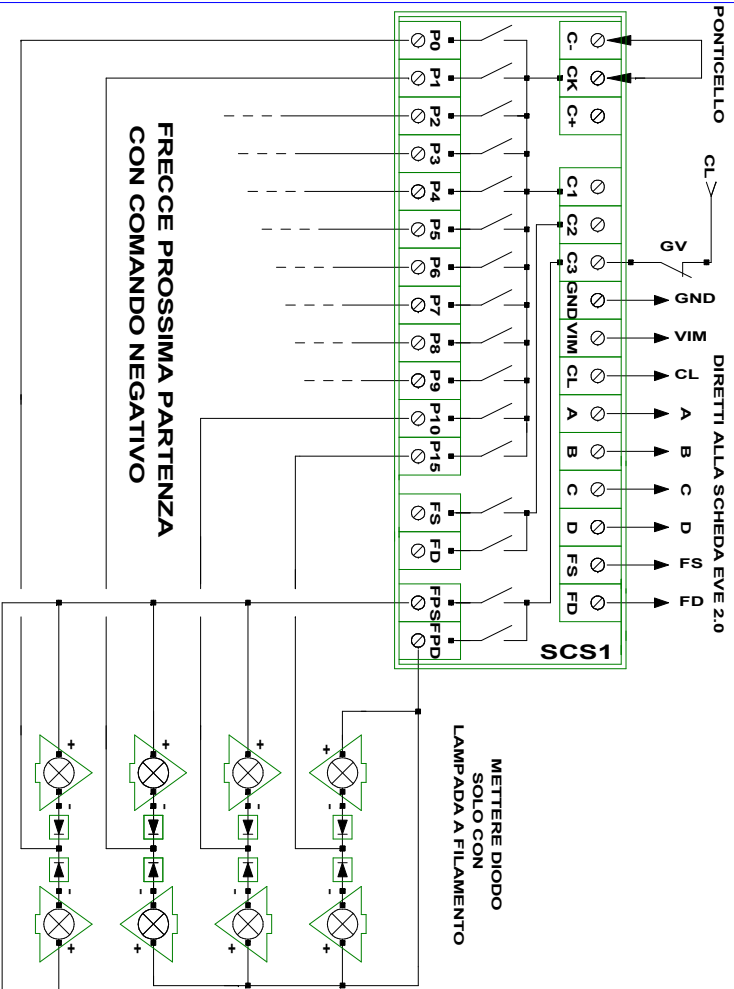 PONTICELLO
CL
GV
C-
CK
C+
C1
C2
C3
GND
VIM
CL
A
B
C
D
FS
FD
GND
VIM
CL
A
B
C
D
FS
FD
DIRETTI ALLA SCHEDA EVE 2.0
SCS1
P0
P1
P2
P3
P4
P5
P6
P7
P8
P9
P10
P15
FS
FD
FPS
FPD
FRECCE PROSSIMA PARTENZA
CON COMANDO NEGATIVO
METTERE DIODO
SOLO CON
LAMPADA A FILAMENTO
+
+
+
+
-
-
-
-
-
-
-
-
+
+
+
+